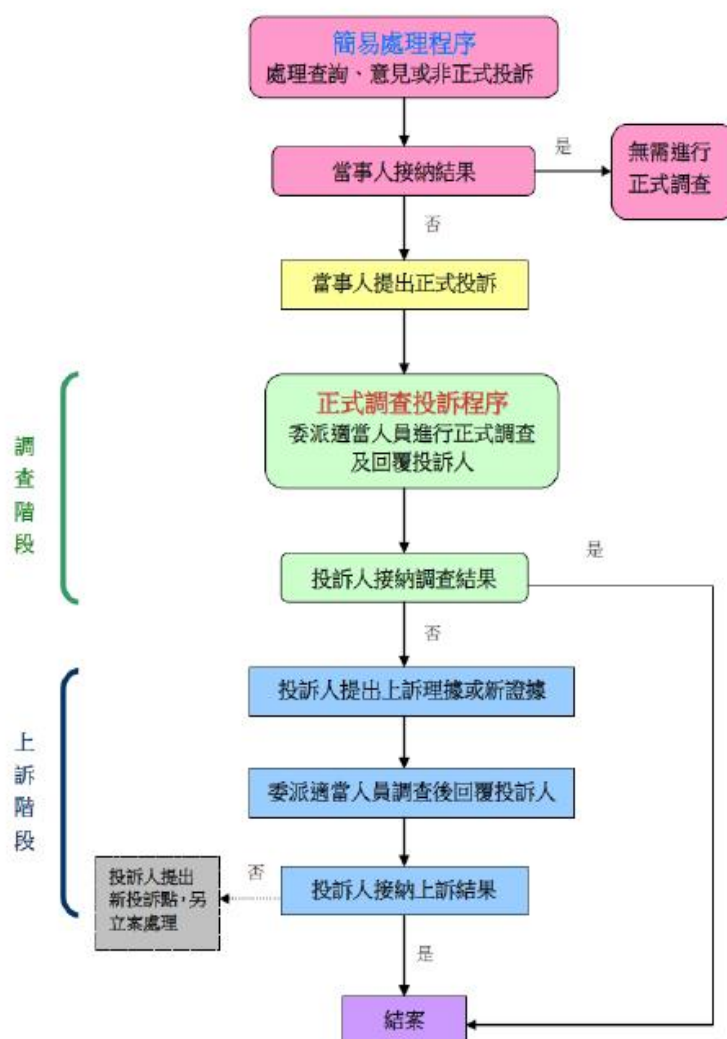 簡易處理程序
處理查詢、意見或非正式投訴
當事人接納結果
是
無需進行
正式調查
否
當事人提出正式投訴
調查階段
正式調查投訴程序
委派適當人員進行正式調查
及回覆投訴人
投訴人接納調查結果
是
否
上訴階段
投訴人提出上訴理據或新證據
委派適當人員調查後回覆投訴人
投訴人接納上訴結果
否
投訴人提出
新投訴點，另
立案處理
是
結案